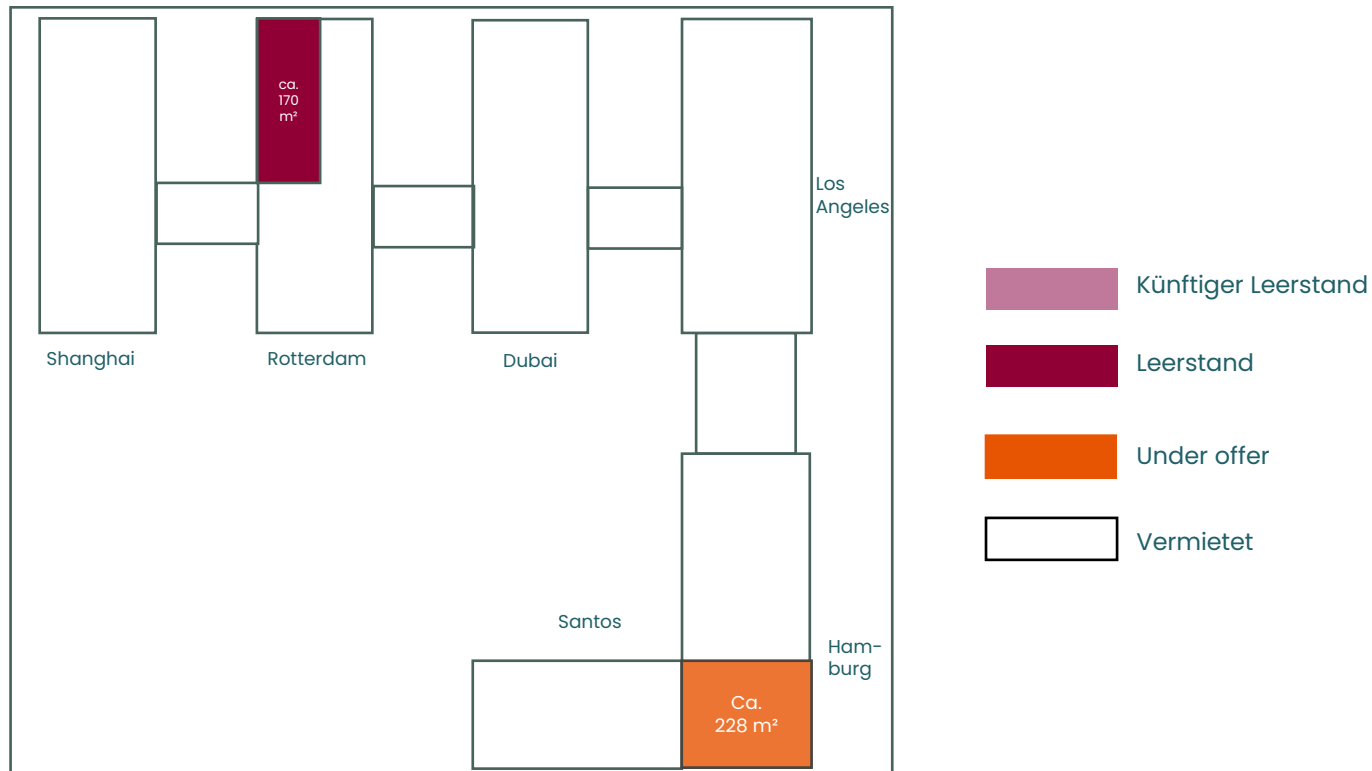 ca.
170
m²
Los
Angeles
Shanghai
Rotterdam
Dubai
Santos
Ham-
burg
Ca.
228 m²
Künftiger Leerstand
Leerstand
Under offer
Vermietet